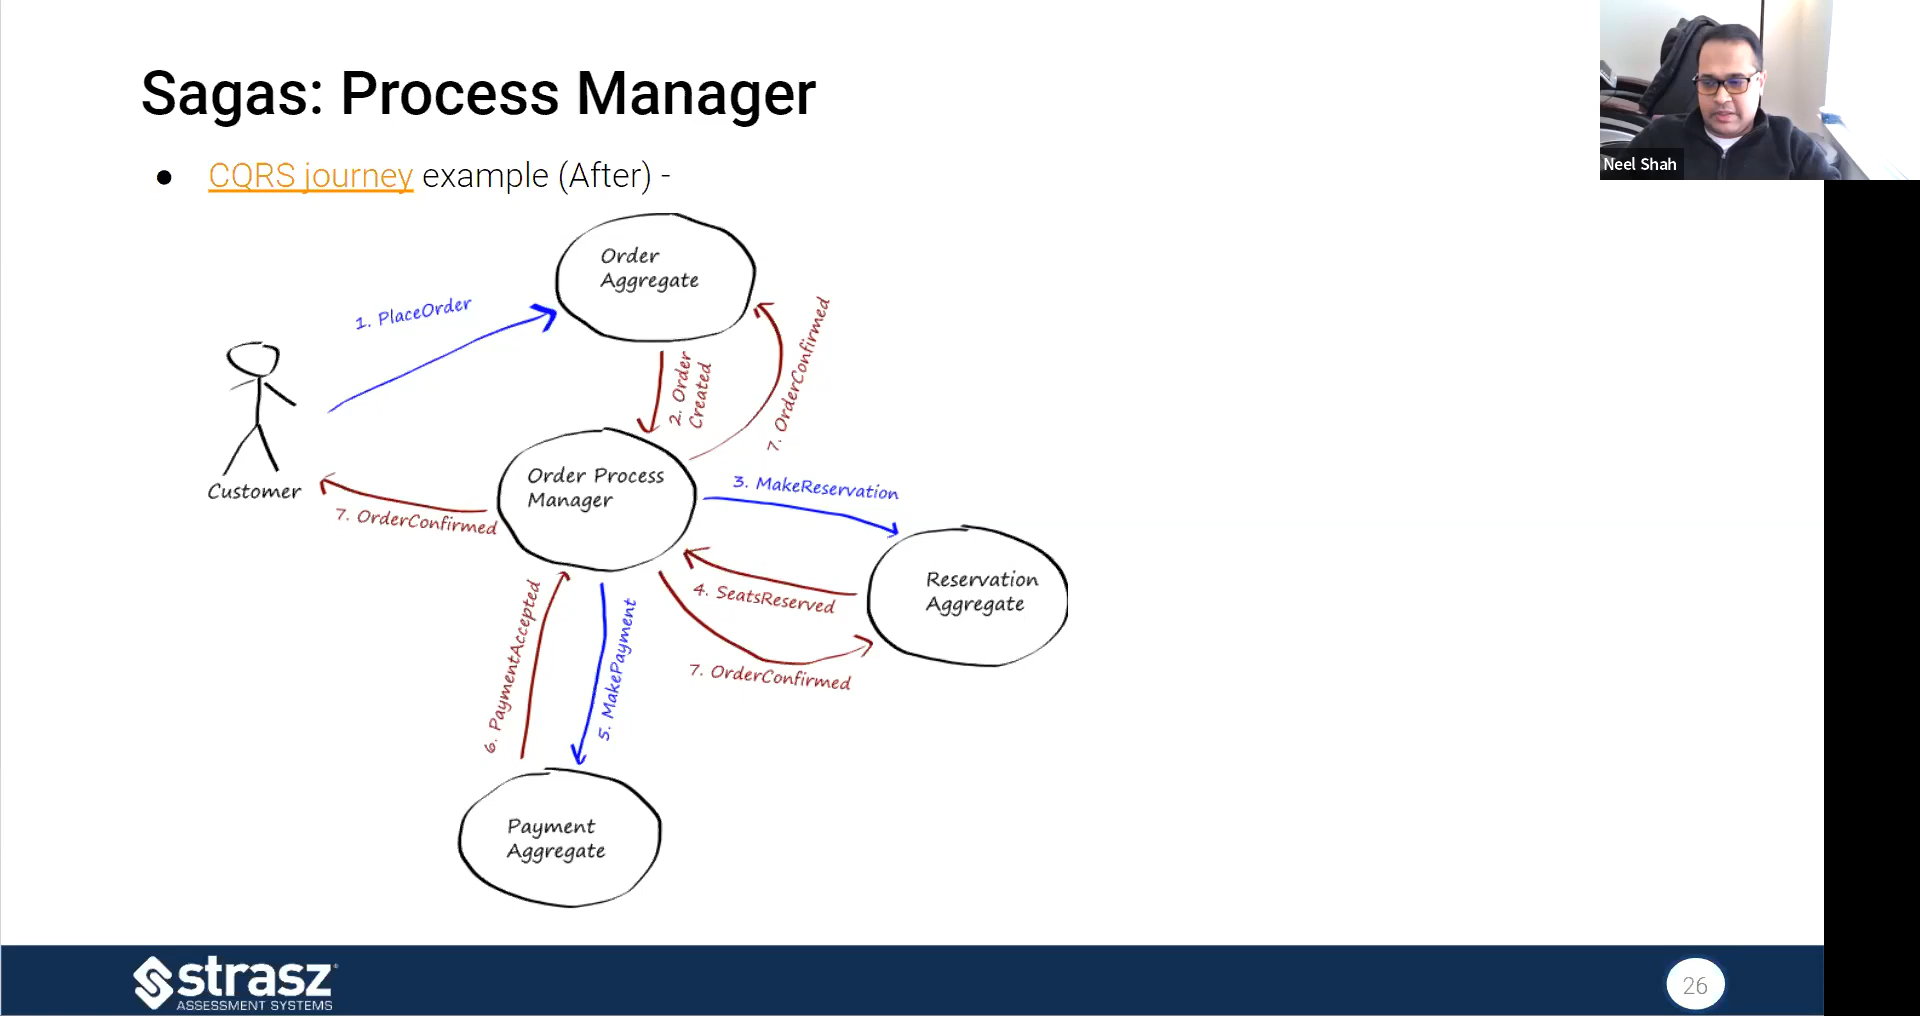 Sagas: Process Manager
● CQRS journey example (After) -
Neel Shah
Order
Aggregate
1. PlaceOrder
2. Order
Created
7. OrderConfirmed
Customer
Order Process
Manager
3. MakeReservation
7. OrderConfirmed
4. SeatsReserved
Reservation
Aggregate
7. OrderConfirmed
6. PaymentAccepted
5. MakePayment
Payment
Aggregate
strasz
ASSESSMENT SYSTEMS
26